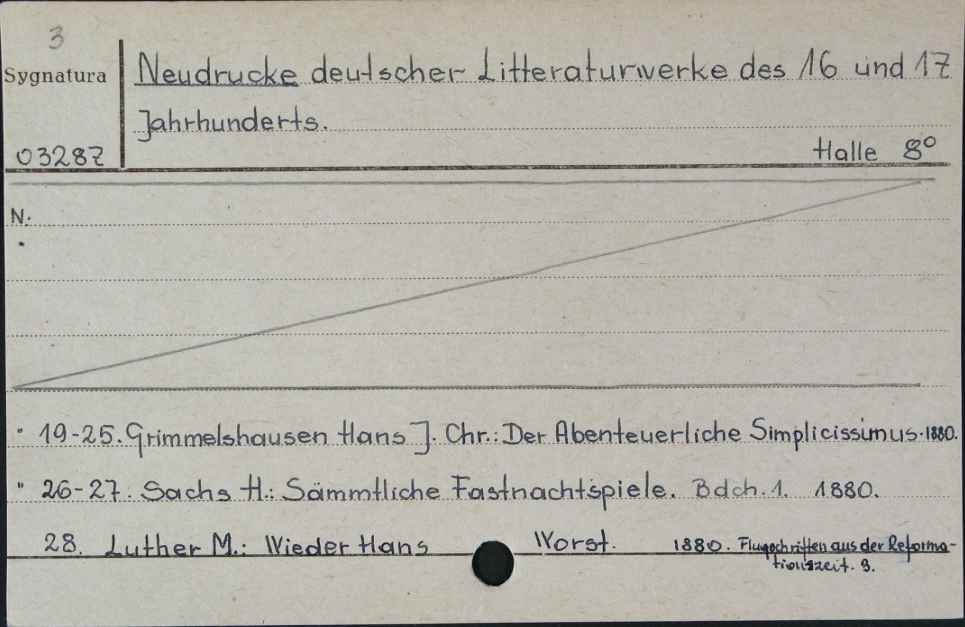 3
Sygnatura Neudrucke deutscher Litteraturwerke des 16 und 17
Jahrhunderts.
03287 Halle 8°
N.
" 19-25. Grimmelshausen Hans J. Chr.: Der Abenteuerliche Simplicissimus. 1880.
" 26-27. Sachs H.: Sämmtliche Fastnachtspiele. Bdch. 1. 1880.
28. Luther M.: Wieder Hans Worst. 1880. Flugschriften aus der Reforma-
tionszeit. 9.